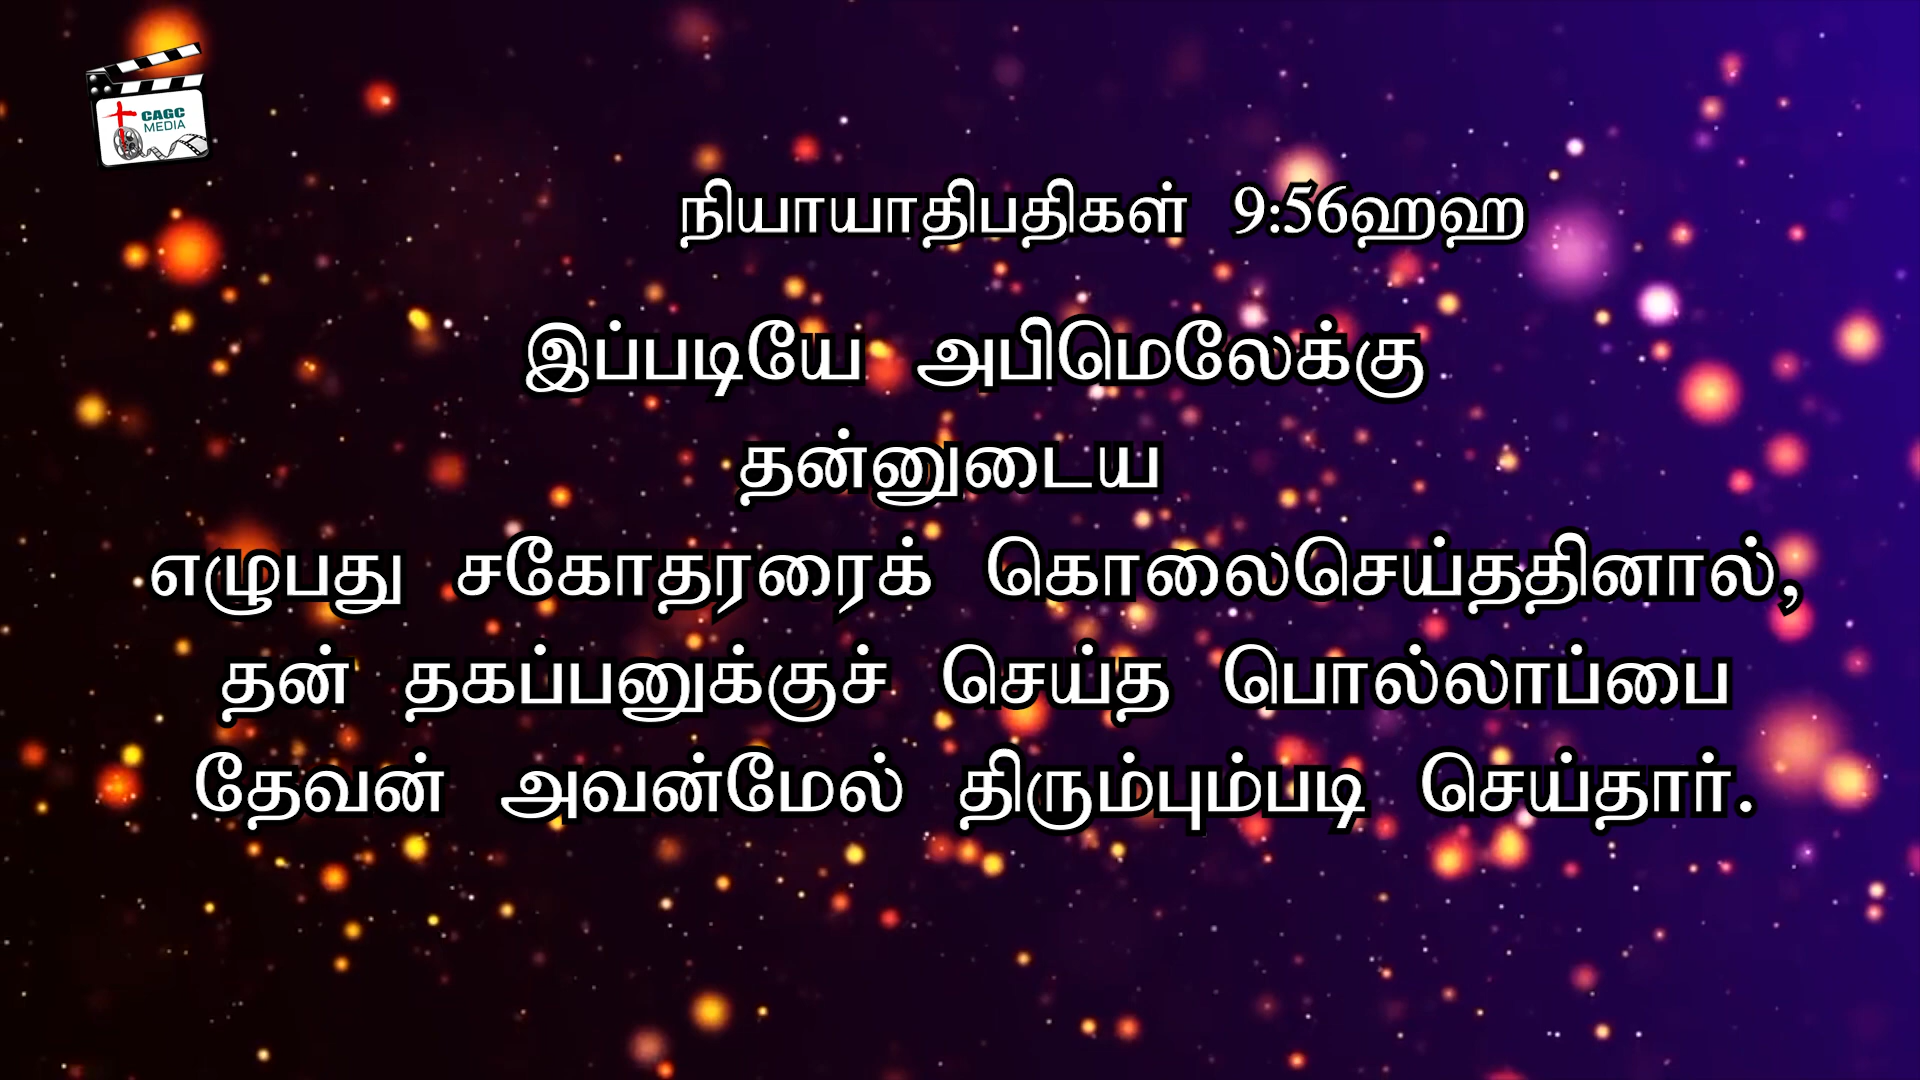 CAGC
MEDIA
நியாயாதிபதிகள் 9:56ஹஹ
இப்படியே அபிமெலேக்கு
தன்னுடைய
எழுபது சகோதரரைக் கொலைசெய்ததினால்,
தன் தகப்பனுக்குச் செய்த பொல்லாப்பை
தேவன் அவன்மேல் திரும்பும்படி செய்தார்.